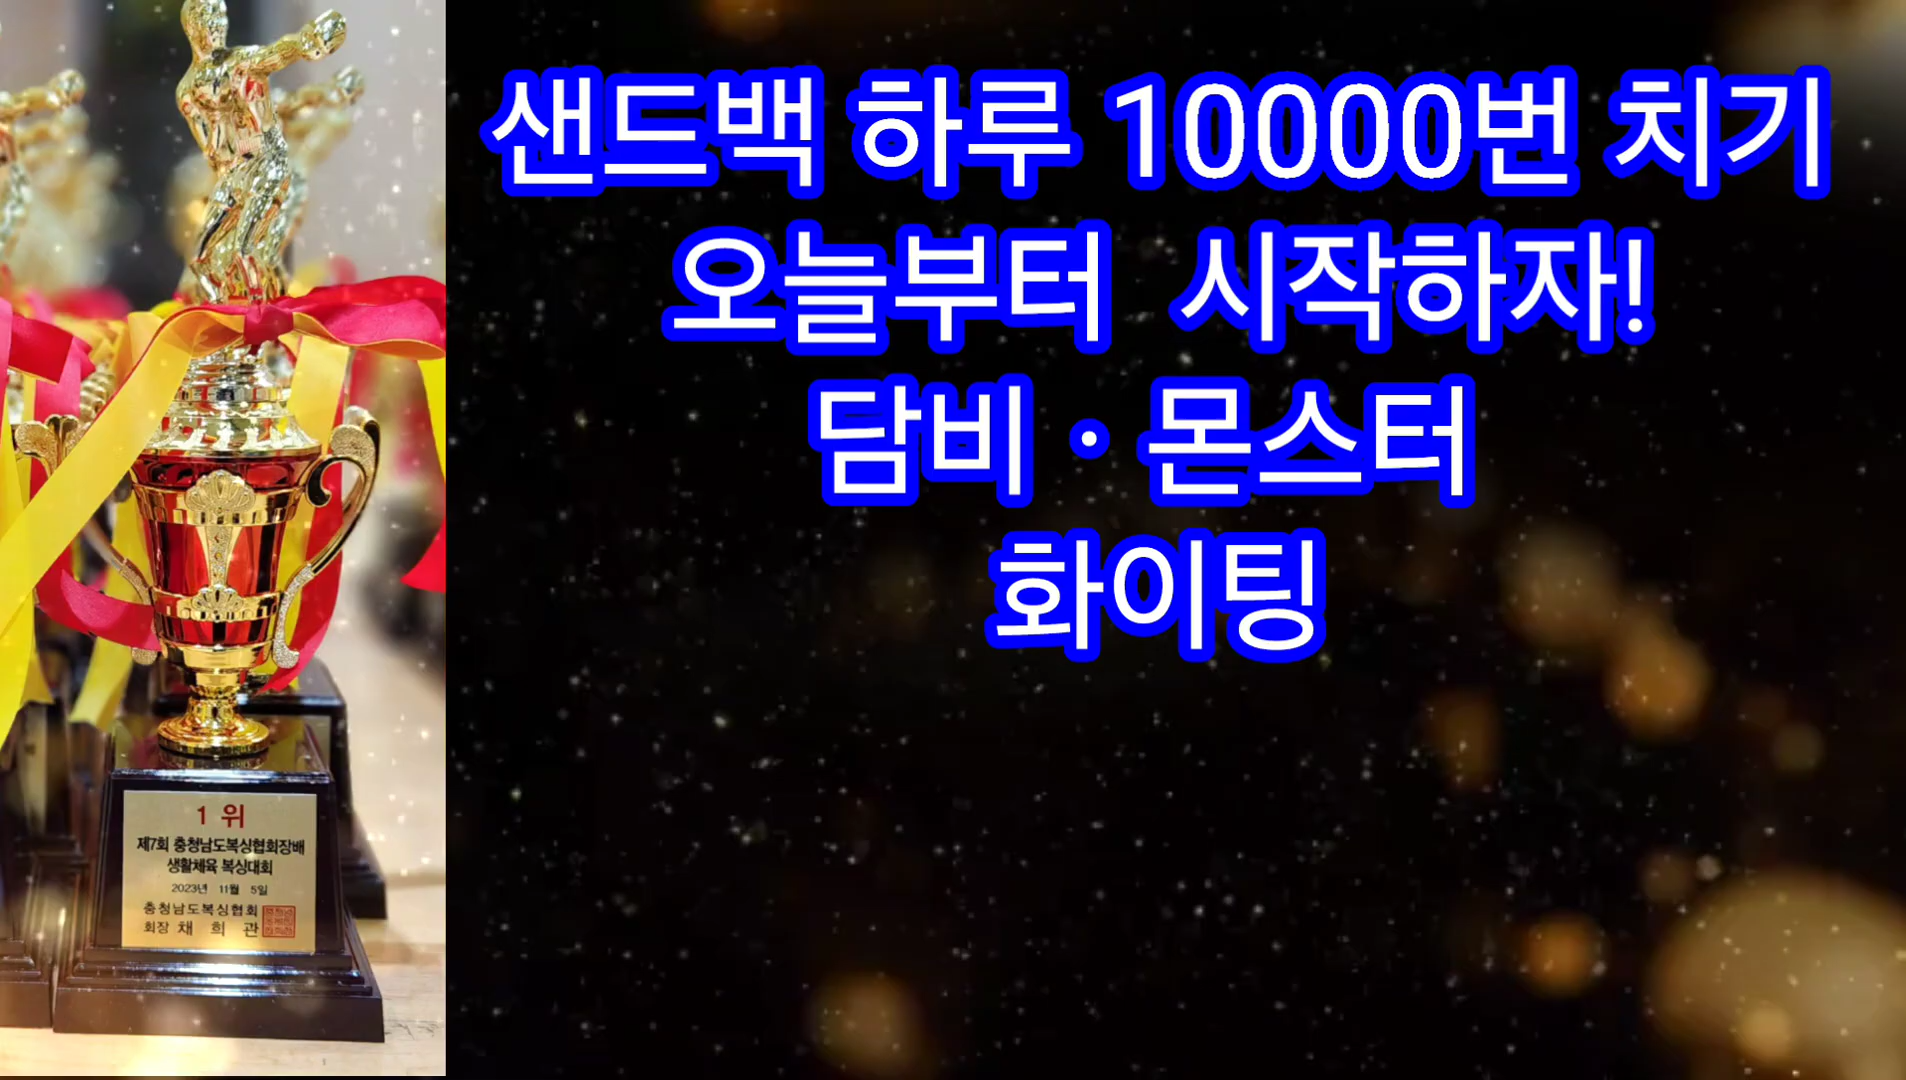 샌드백 하루 10000번 치기
오늘부터 시작하자!
담비 · 몬스터
화이팅
1 위
제7회 충청남도복싱협회장배
생활체육 복싱대회
2023년 11월 5일
충청남도복싱협회
회장 채 희 관